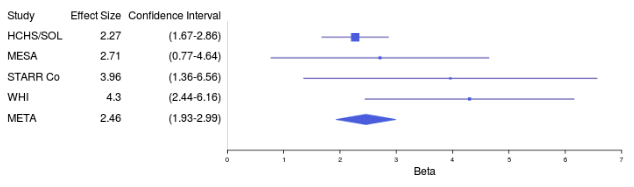 Study Effect Size Confidence Interval
HCHS/SOL 2.27 (1.67-2.86)
MESA 2.71 (0.77-4.64)
STARR Co 3.96 (1.36-6.56)
WHI 4.3 (2.44-6.16)
META 2.46 (1.93-2.99)
0 1 2 3 4 5 6 7
Beta